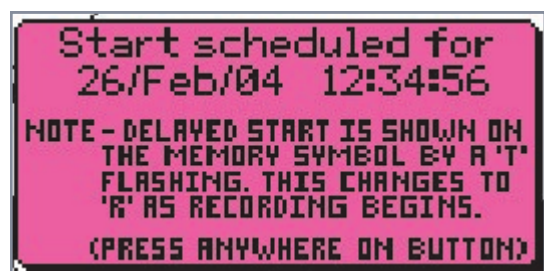 Start scheduled for
26/Feb/04 12:34:56
NOTE - DELAYED START IS SHOWN ON
THE MEMORY SYMBOL BY A 'T'
FLASHING. THIS CHANGES TO
'R' AS RECORDING BEGINS.
(PRESS ANYWHERE ON BUTTON)